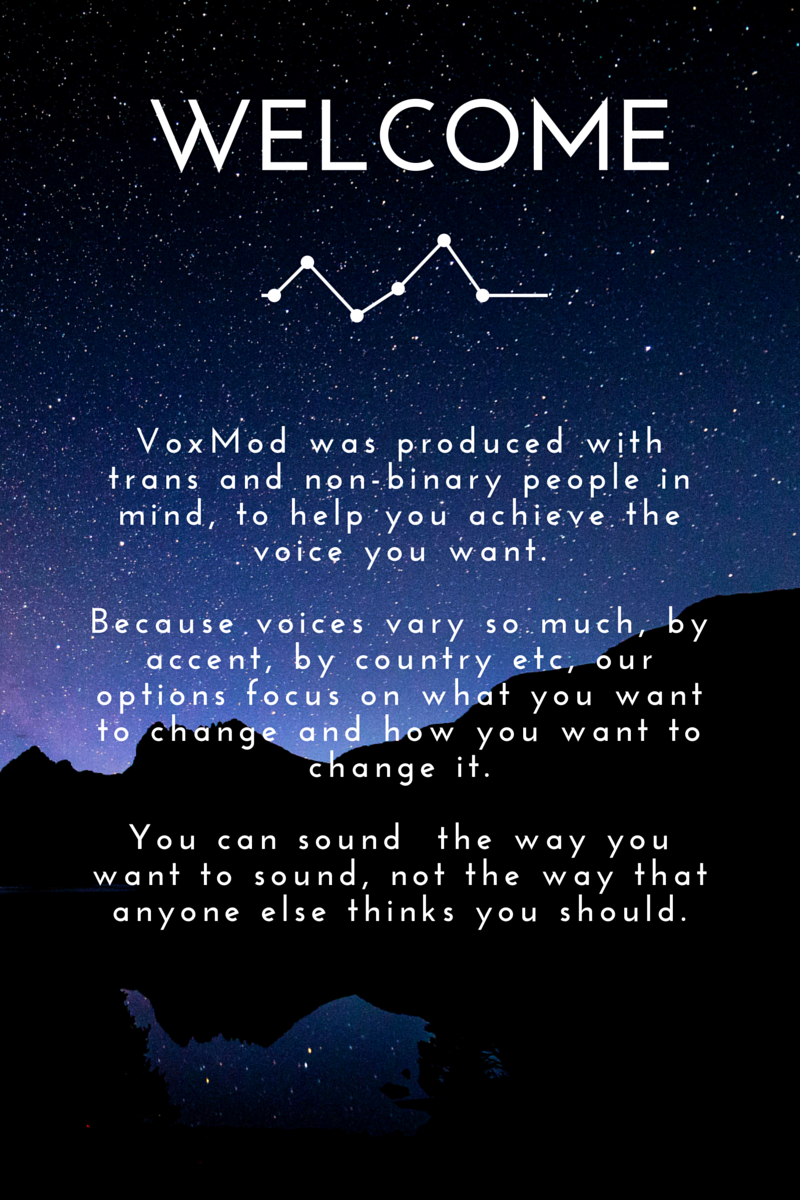 WELCOME
VoxMod was produced with
trans and non-binary people in
mind, to help you achieve the
voice you want.
Because voices vary so much, by
accent, by country etc, our
options focus on what you want
to change and how you want to
change it.
You can sound  the way you
want to sound, not the way that
anyone else thinks you should.